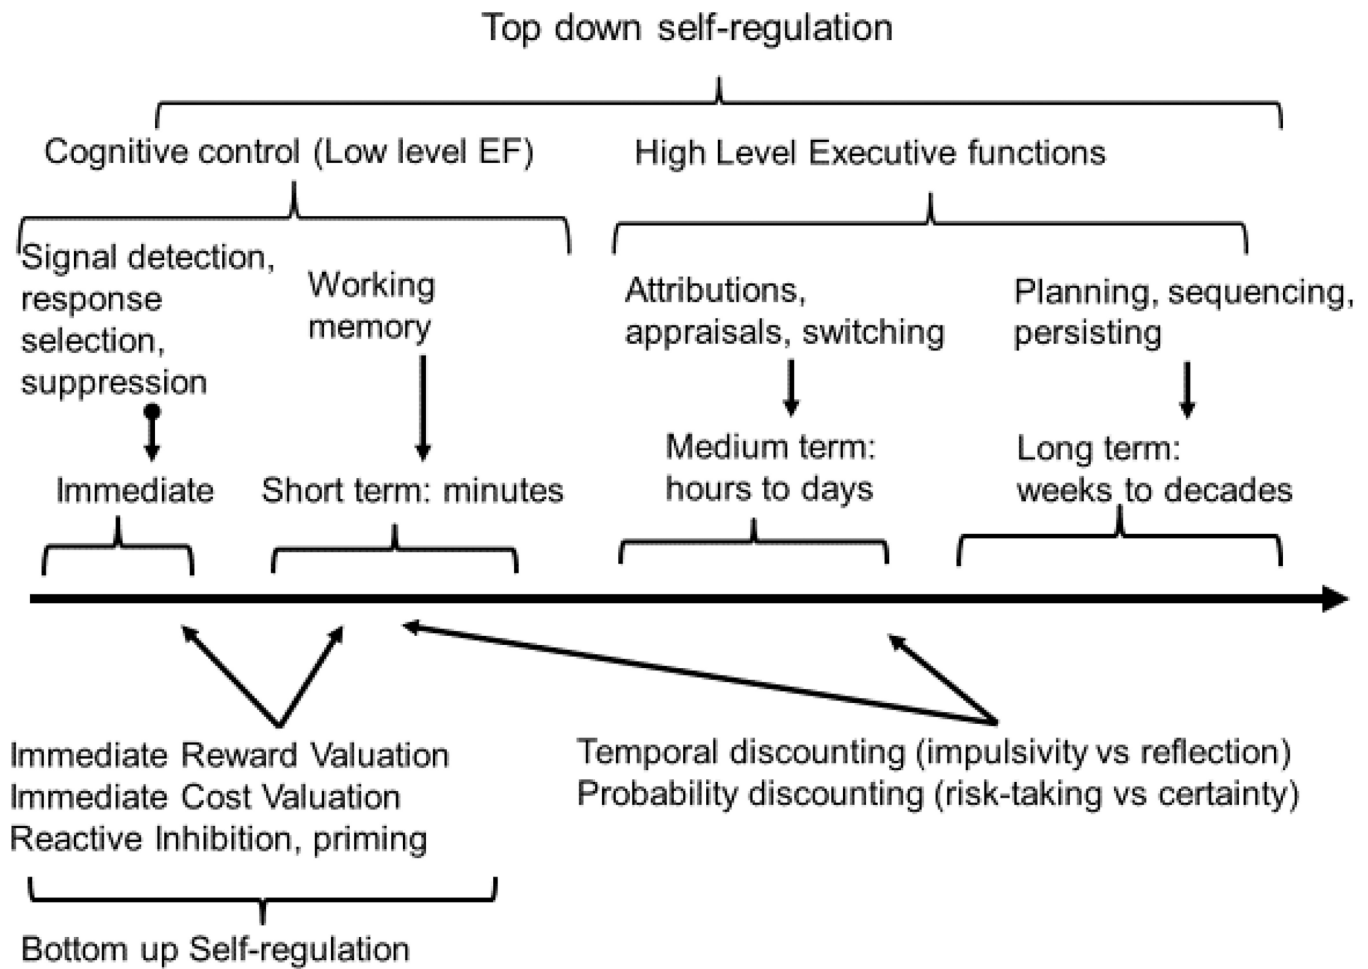 Top down self-regulation
Cognitive control (Low level EF)
High Level Executive functions
Signal detection,
response
selection,
suppression
Working
memory
Attributions,
appraisals, switching
Planning, sequencing,
persisting
Immediate
Short term: minutes
Medium term:
hours to days
Long term:
weeks to decades
Immediate Reward Valuation
Immediate Cost Valuation
Reactive Inhibition, priming
Temporal discounting (impulsivity vs reflection)
Probability discounting (risk-taking vs certainty)
Bottom up Self-regulation